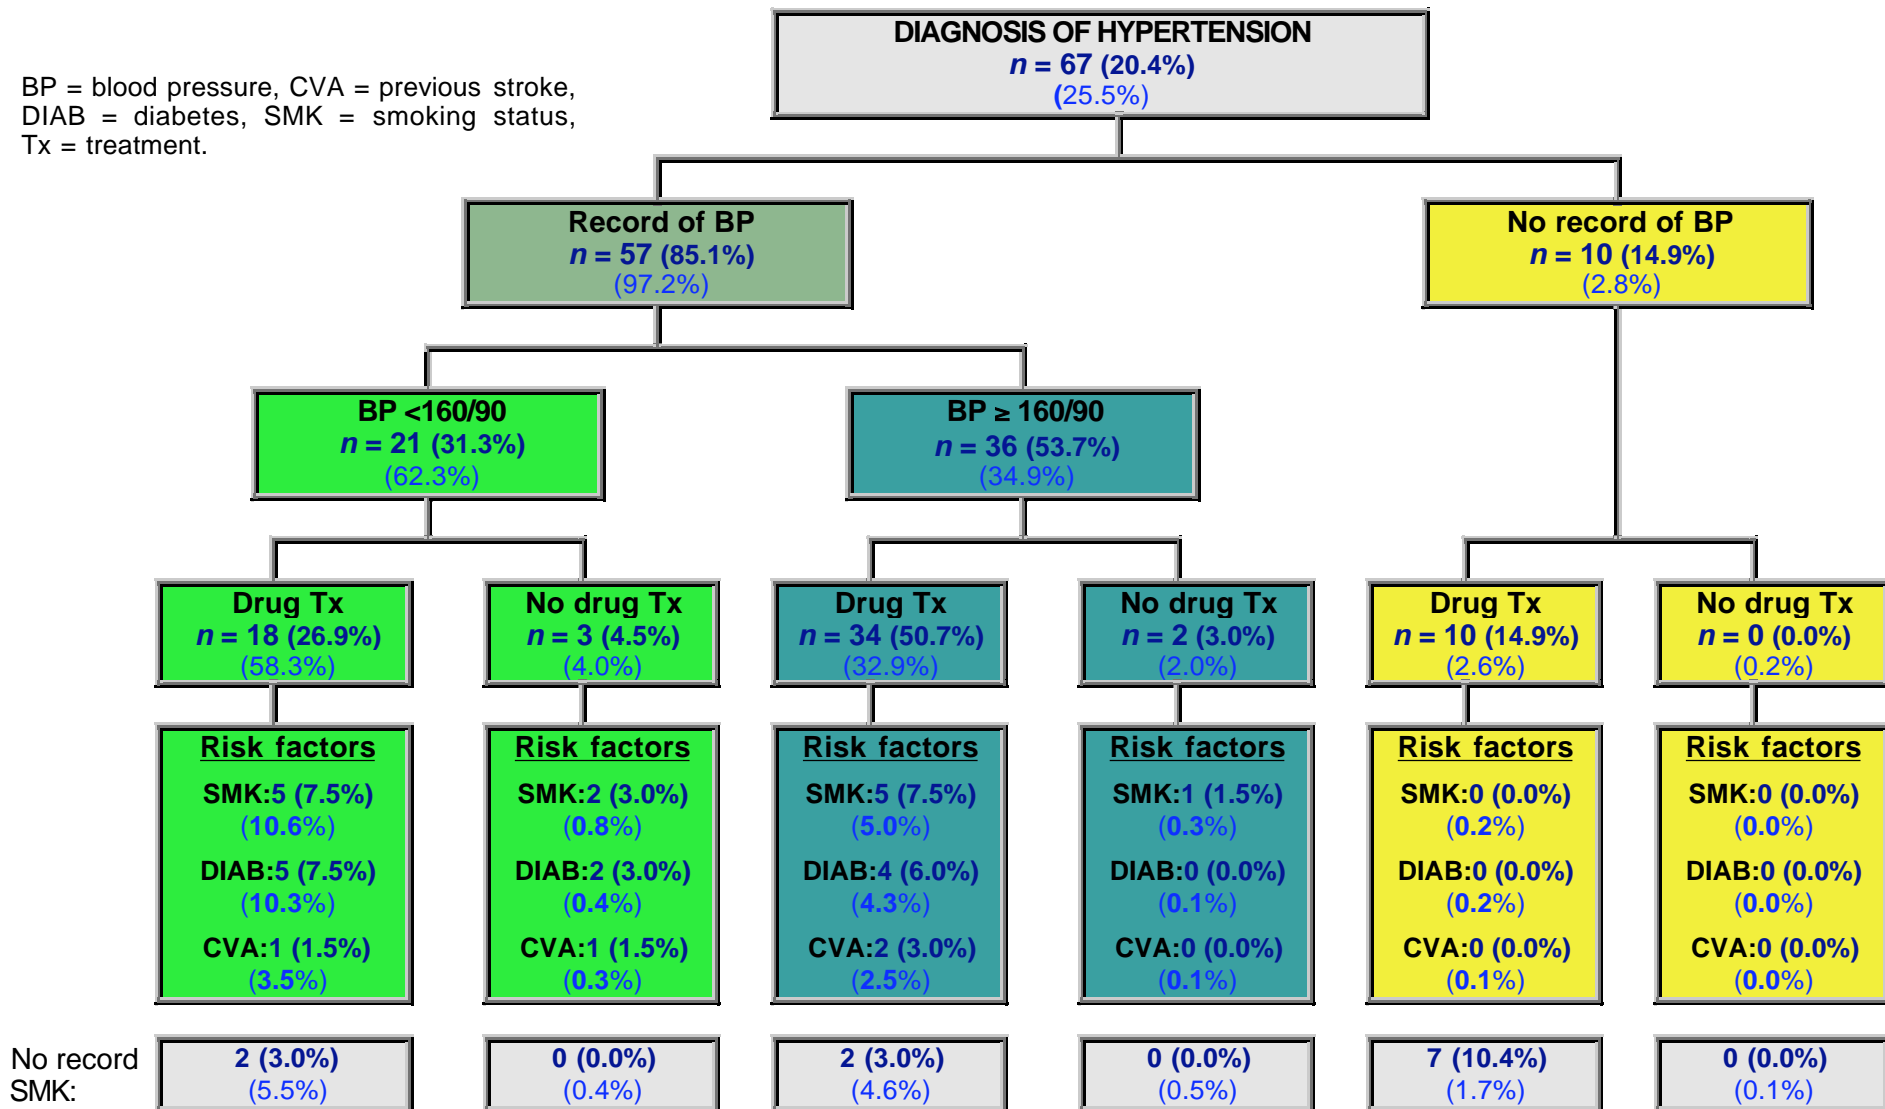 DIAGNOSIS OF HYPERTENSION
n = 67 (20.4%)
(25.5%)
BP = blood pressure, CVA = previous stroke,
DIAB = diabetes, SMK = smoking status,
Tx = treatment.
Record of BP
n = 57 (85.1%)
(97.2%)
No record of BP
n = 10 (14.9%)
(2.8%)
BP <160/90
n = 21 (31.3%)
(62.3%)
BP ≥ 160/90
n = 36 (53.7%)
(34.9%)
Drug Tx
n = 18 (26.9%)
(58.3%)
No drug Tx
n = 3 (4.5%)
(4.0%)
Drug Tx
n = 34 (50.7%)
(32.9%)
No drug Tx
n = 2 (3.0%)
(2.0%)
Drug Tx
n = 10 (14.9%)
(2.6%)
No drug Tx
n = 0 (0.0%)
(0.2%)
Risk factors
SMK:5 (7.5%)
(10.6%)
DIAB:5 (7.5%)
(10.3%)
CVA:1 (1.5%)
(3.5%)
Risk factors
SMK:2 (3.0%)
(0.8%)
DIAB:2 (3.0%)
(0.4%)
CVA:1 (1.5%)
(0.3%)
Risk factors
SMK:5 (7.5%)
(5.0%)
DIAB:4 (6.0%)
(4.3%)
CVA:2 (3.0%)
(2.5%)
Risk factors
SMK:1 (1.5%)
(0.3%)
DIAB:0 (0.0%)
(0.1%)
CVA:0 (0.0%)
(0.1%)
Risk factors
SMK:0 (0.0%)
(0.2%)
DIAB:0 (0.0%)
(0.2%)
CVA:0 (0.0%)
(0.1%)
Risk factors
SMK:0 (0.0%)
(0.0%)
DIAB:0 (0.0%)
(0.0%)
CVA:0 (0.0%)
(0.0%)
No record
SMK:
2 (3.0%)
(5.5%)
0 (0.0%)
(0.4%)
2 (3.0%)
(4.6%)
0 (0.0%)
(0.5%)
7 (10.4%)
(1.7%)
0 (0.0%)
(0.1%)